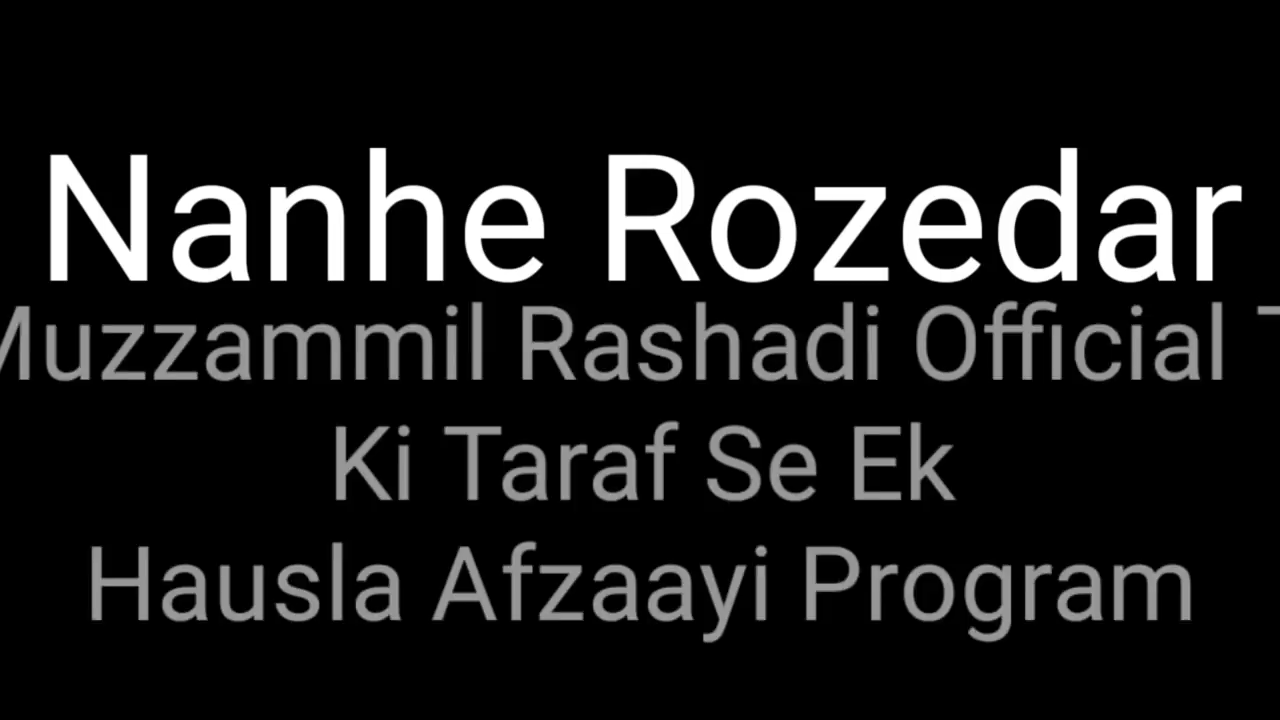 Nanhe Rozedar
Muzzammil Rashadi Official
Ki Taraf Se Ek
Hausla Afzaayi Program